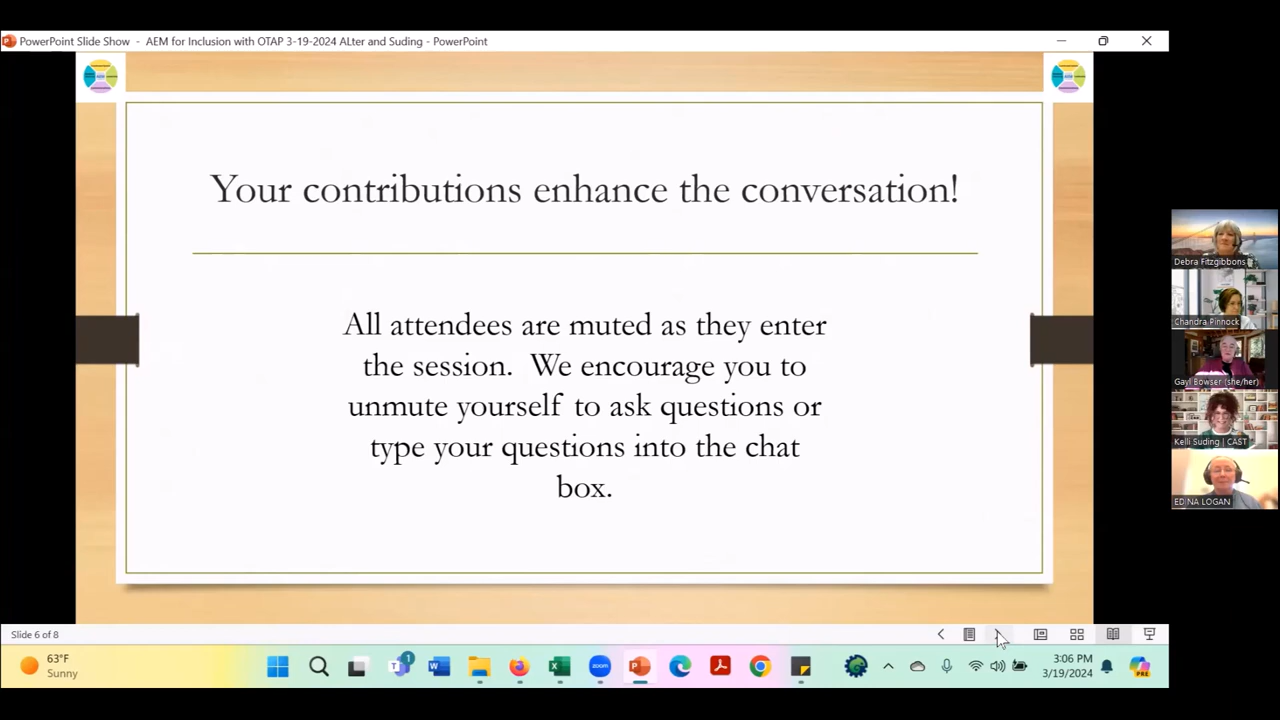 PowerPoint Slide Show - AEM for Inclusion with OTAP 3-19-2024 ALter and Suding - PowerPoint
Your contributions enhance the conversation!
All attendees are muted as they enter
the session. We encourage you to
unmute yourself to ask questions or
type your questions into the chat
box.
Debra Fitzgibbons
Chandra Pinnock
Gayl Bowser (she/her)
Kelli Suding | CAST
EDINA LOGAN
Slide 6 of 8
63°F
Sunny
1
zoom
PRE
3:06 PM
3/19/2024